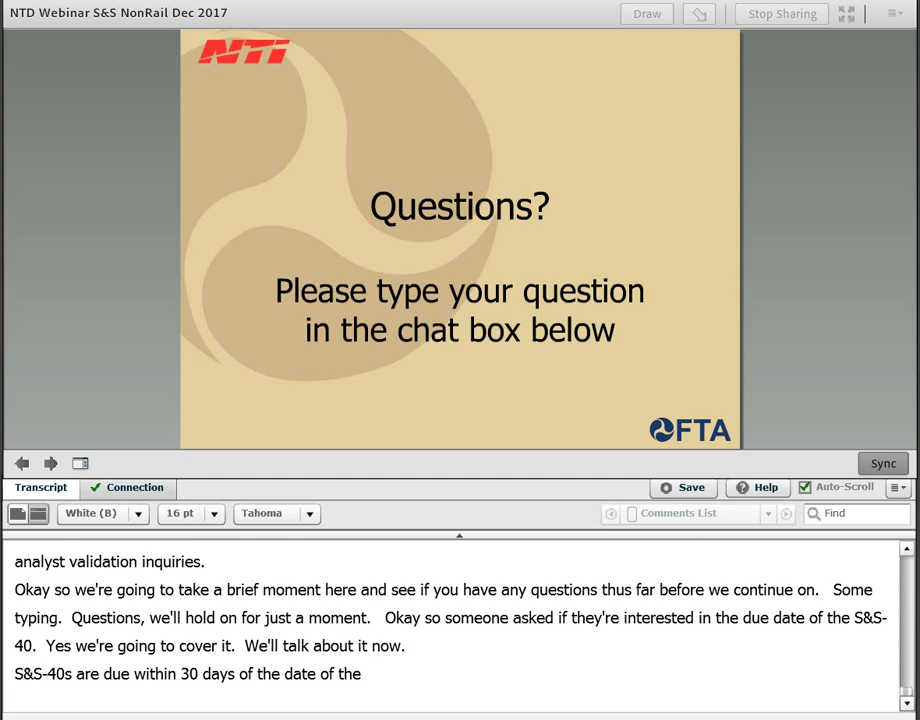 NTD Webinar S&S NonRail Dec 2017
Draw
Stop Sharing
NTI
Questions?
Please type your question
in the chat box below
FTA
Sync
Transcript
Connection
Save
Help
Auto-Scroll
White (B)
16 pt
Tahoma
Comments List
Find
analyst validation inquiries.
Okay so we're going to take a brief moment here and see if you have any questions thus far before we continue on.   Some
typing.  Questions, we'll hold on for just a moment.   Okay so someone asked if they're interested in the due date of the S&S-
40.  Yes we're going to cover it.  We'll talk about it now.
S&S-40s are due within 30 days of the date of the